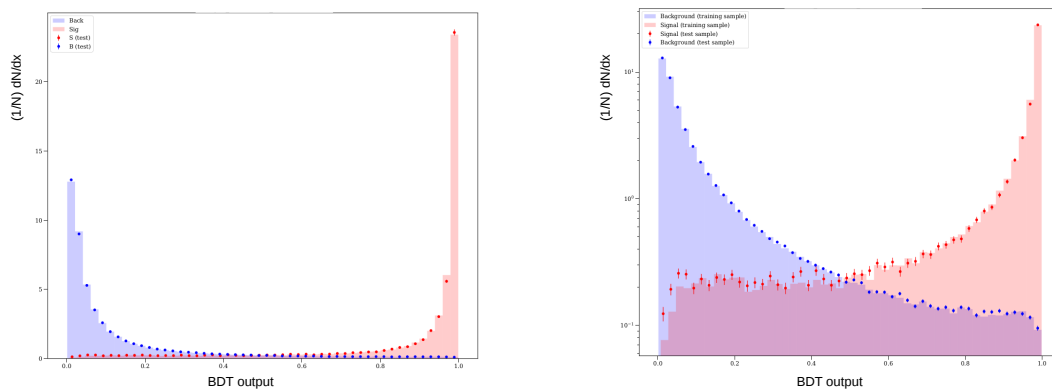 Back
Sig
S (test)
B (test)
(1/N) dN/dx
20
15
10
5
0
0.0 0.2 0.4 0.6 0.8 1.0
BDT output
Background (training sample)
Signal (training sample)
Signal (test sample)
Background (test sample)
(1/N) dN/dx
10¹
10⁰
10⁻¹
0.0 0.2 0.4 0.6 0.8 1.0
BDT output